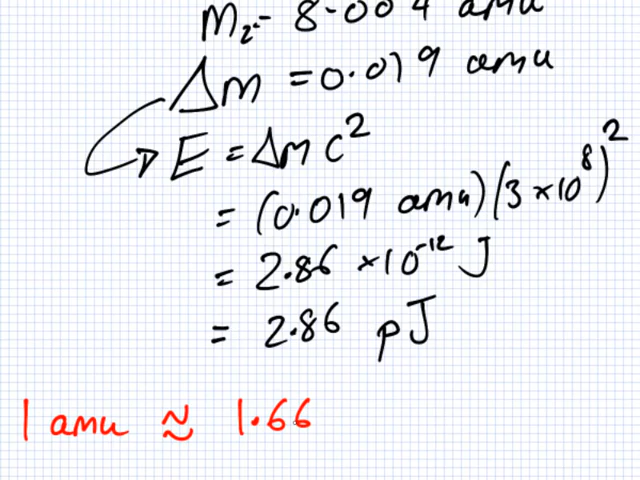 M₂ = 8.004 amu
Δm = 0.019 amu
E = Δm c²
= (0.019 amu)(3 × 10⁸)²
= 2.86 × 10⁻¹² J
= 2.86 pJ
1 amu ≈ 1.66